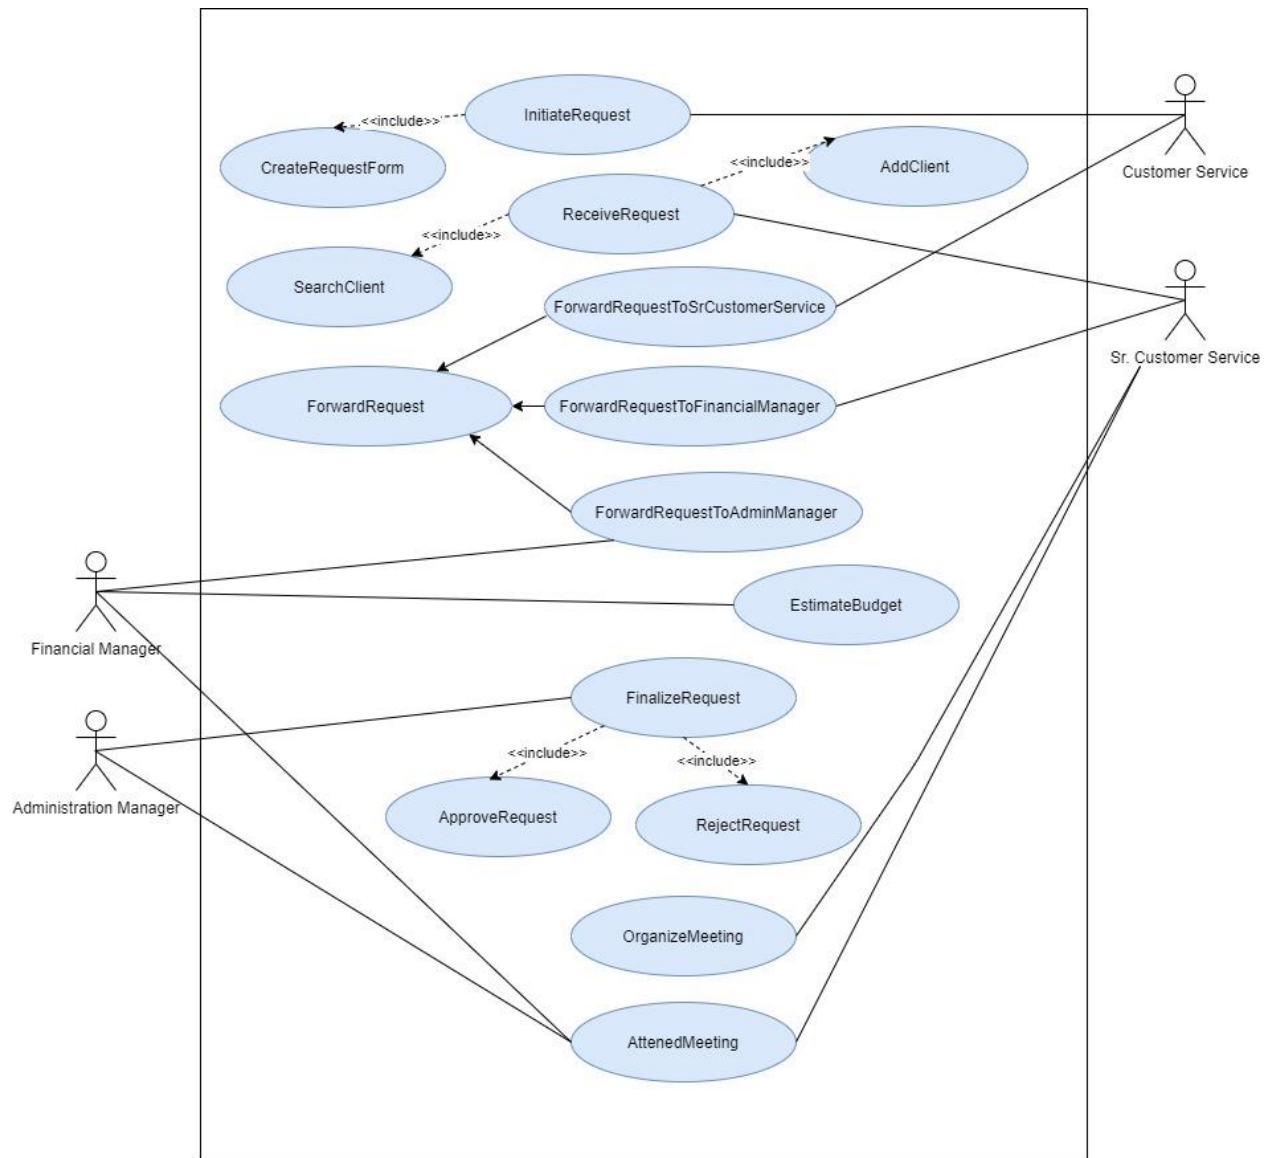 InitiateRequest
<<include>>
CreateRequestForm
<<include>>
AddClient
Customer Service
ReceiveRequest
<<include>>
SearchClient
ForwardRequestToSrCustomerService
Sr. Customer Service
ForwardRequest
ForwardRequestToFinancialManager
ForwardRequestToAdminManager
EstimateBudget
Financial Manager
FinalizeRequest
<<include>>
<<include>>
Administration Manager
ApproveRequest
RejectRequest
OrganizeMeeting
AttenedMeeting